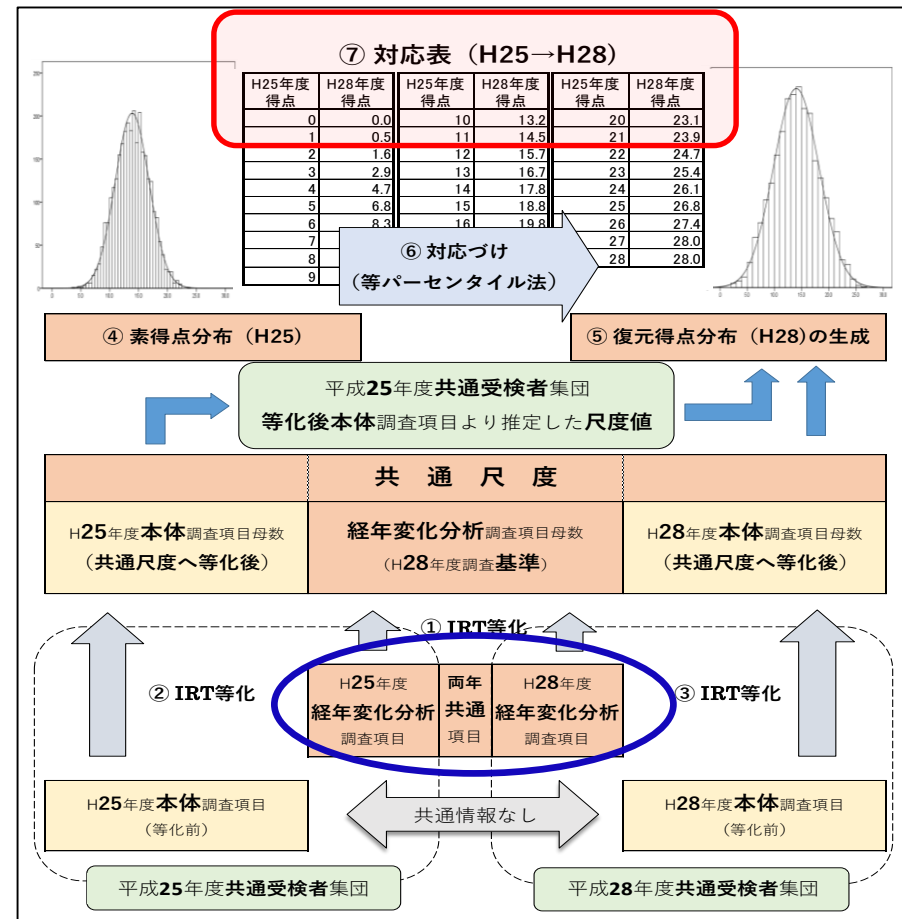 ⑦ 対応表（H25→H28）
H25年度得点 H28年度得点 H25年度得点 H28年度得点 H25年度得点 H28年度得点
0 0.0 10 13.2 20 23.1
1 0.5 11 14.5 21 23.9
2 1.6 12 15.7 22 24.7
3 2.9 13 16.7 23 25.4
4 4.7 14 17.8 24 26.1
5 6.8 15 18.8 25 26.8
6 8.3 16 19.8 26 27.4
7 27 28.0
8 28 28.0
9
⑥ 対応づけ
（等パーセンタイル法）
④ 素得点分布（H25）
⑤ 復元得点分布（H28)の生成
平成25年度共通受検者集団
等化後本体調査項目より推定した尺度値
共 通 尺 度
H25年度本体調査項目母数
（共通尺度へ等化後）
経年変化分析調査項目母数
（H28年度調査基準）
H28年度本体調査項目母数
（共通尺度へ等化後）
① IRT等化
② IRT等化
H25年度
経年変化分析
調査項目
両年
共通
項目
H28年度
経年変化分析
調査項目
③ IRT等化
H25年度本体調査項目
（等化前）
共通情報なし
H28年度本体調査項目
（等化前）
平成25年度共通受検者集団
平成28年度共通受検者集団